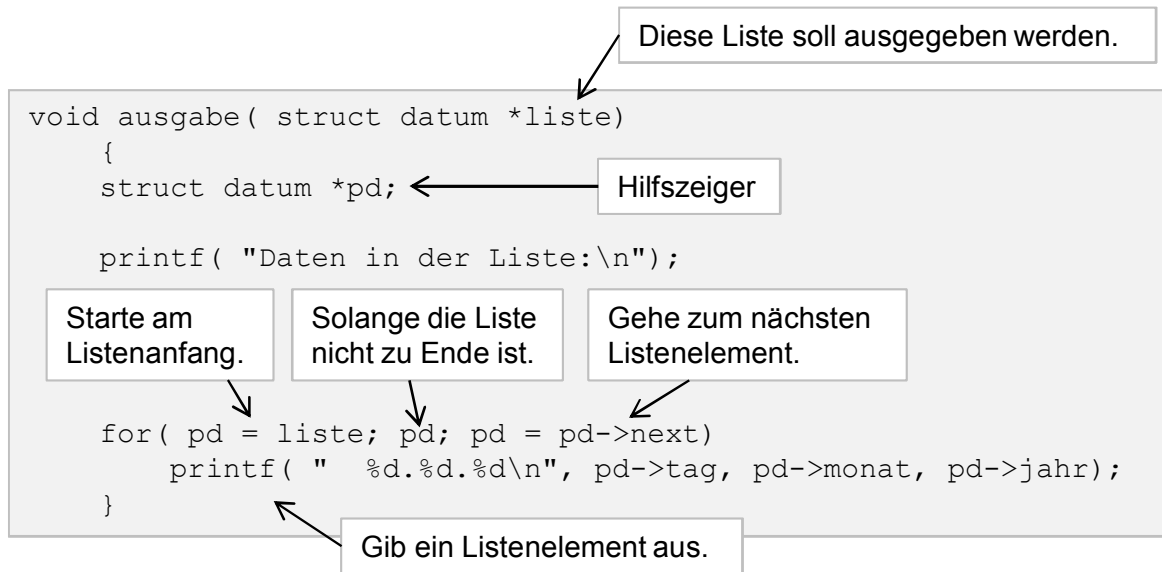 Diese Liste soll ausgegeben werden.
void ausgabe( struct datum *liste)
{
struct datum *pd;
Hilfszeiger
printf( "Daten in der Liste:\n");
Starte am
Listenanfang.
Solange die Liste
nicht zu Ende ist.
Gehe zum nächsten
Listenelement.
for( pd = liste; pd; pd = pd->next)
printf( "  %d.%d.%d\n", pd->tag, pd->monat, pd->jahr);
}
Gib ein Listenelement aus.